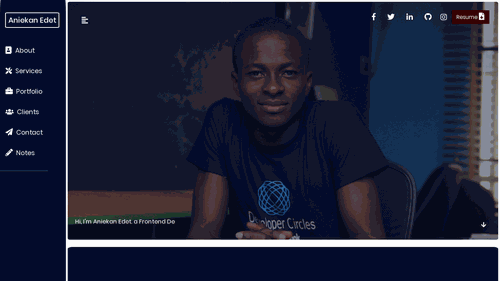 Aniekan Edet
About
Services
Portfolio
Clients
Contact
Notes
Resume
Hi, I'm Aniekan Edet. a Frontend De
Developer Circles